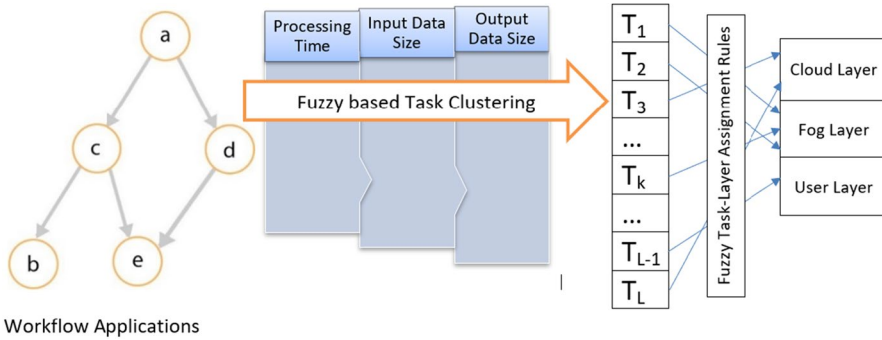 a
c
d
b
e
Workflow Applications
Processing
Time
Input Data
Size
Output
Data Size
Fuzzy based Task Clustering
T1
T2
T3
...
Tk
...
TL-1
TL
Fuzzy Task-Layer Assignment Rules
Cloud Layer
Fog Layer
User Layer